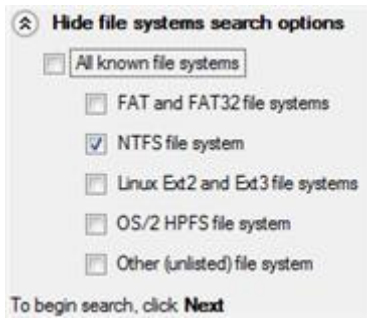 Hide file systems search options
All known file systems
FAT and FAT32 file systems
NTFS file system
Linux Ext2 and Ext3 file systems
OS/2 HPFS file system
Other (unlisted) file system
To begin search, click Next